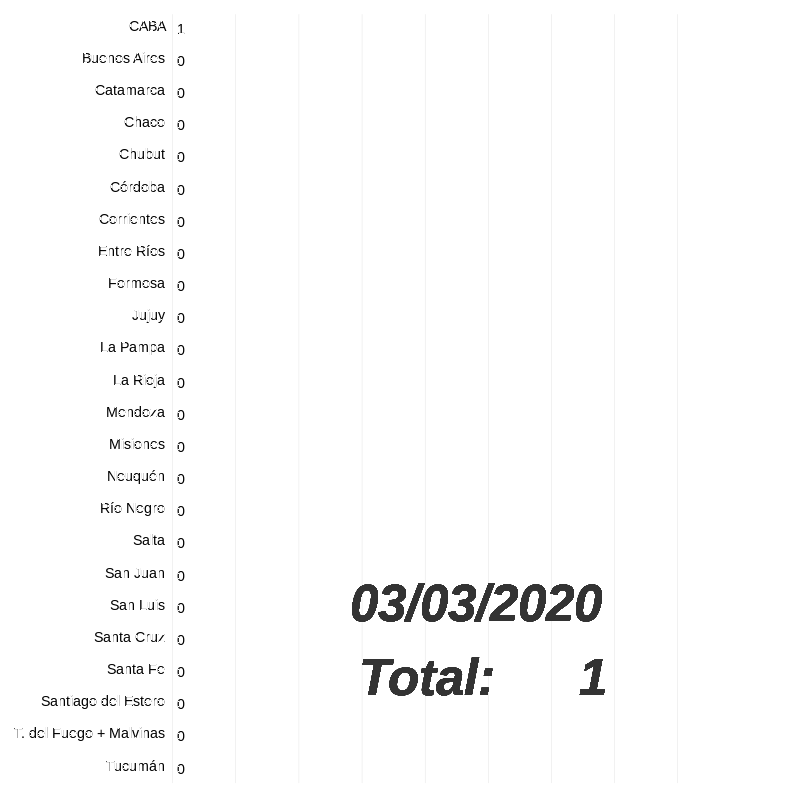 CABA 1
Buenos Aires 0
Catamarca 0
Chaco 0
Chubut 0
Córdoba 0
Corrientes 0
Entre Ríos 0
Formosa 0
Jujuy 0
La Pampa 0
La Rioja 0
Mendoza 0
Misiones 0
Neuquén 0
Río Negro 0
Salta 0
San Juan 0
San Luis 0
Santa Cruz 0
Santa Fe 0
Santiago del Estero 0
T. del Fuego + Malvinas 0
Tucumán 0
03/03/2020
Total: 1